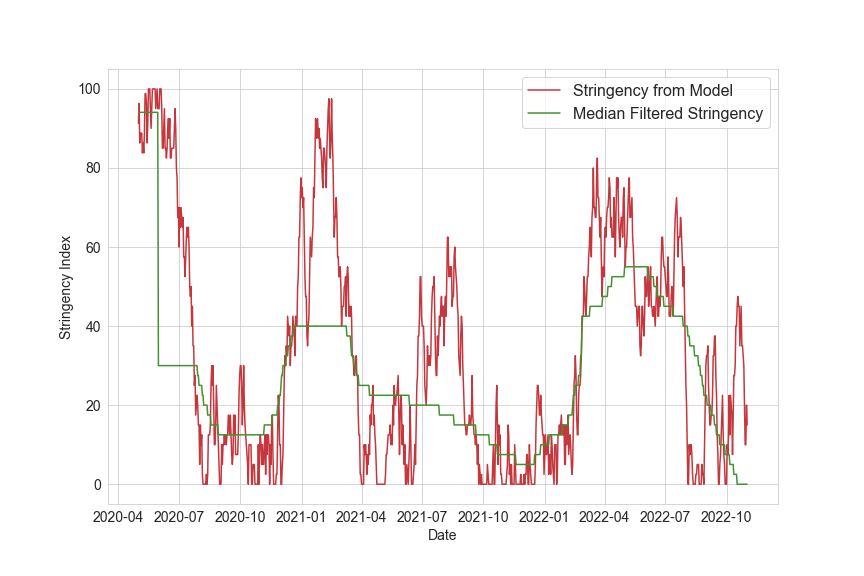 Stringency from Model
Median Filtered Stringency
Stringency Index
100
80
60
40
20
0
2020-04 2020-07 2020-10 2021-01 2021-04 2021-07 2021-10 2022-01 2022-04 2022-07 2022-10
Date